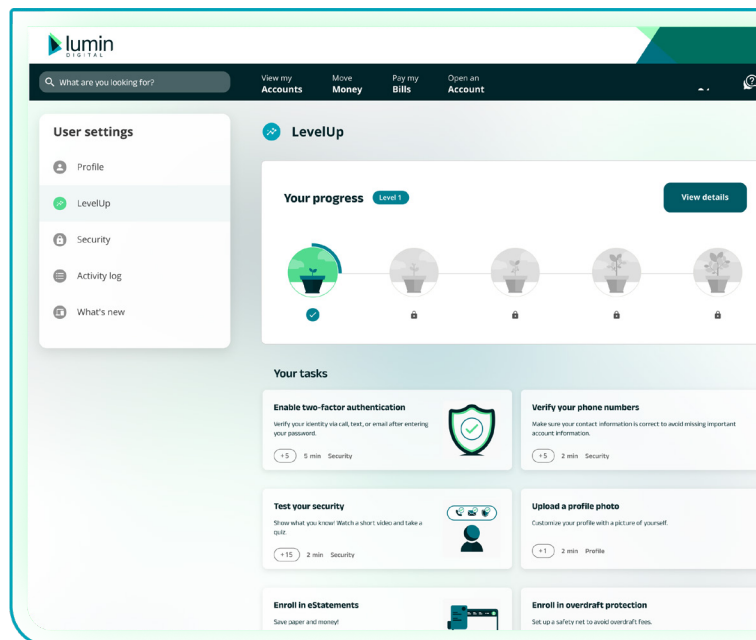 lumin
DIGITAL
What are you looking for?
View my
Accounts
Move
Money
Pay my
Bills
Open an
Account
User settings
Profile
LevelUp
Security
Activity log
What's new
LevelUp
Your progress
Level 1
View details
Your tasks
Enable two-factor authentication
Verify your identity via call, text, or email after entering
your password.
+5 5 min Security
Verify your phone numbers
Make sure your contact information is correct to avoid missing important
account information.
+5 2 min Security
Test your security
Show what you know! Watch a short video and take a
quiz.
+15 2 min Security
Upload a profile photo
Customize your profile with a picture of yourself.
+1 2 min Profile
Enroll in eStatements
Save paper and money!
Enroll in overdraft protection
Set up a safety net to avoid overdraft fees.